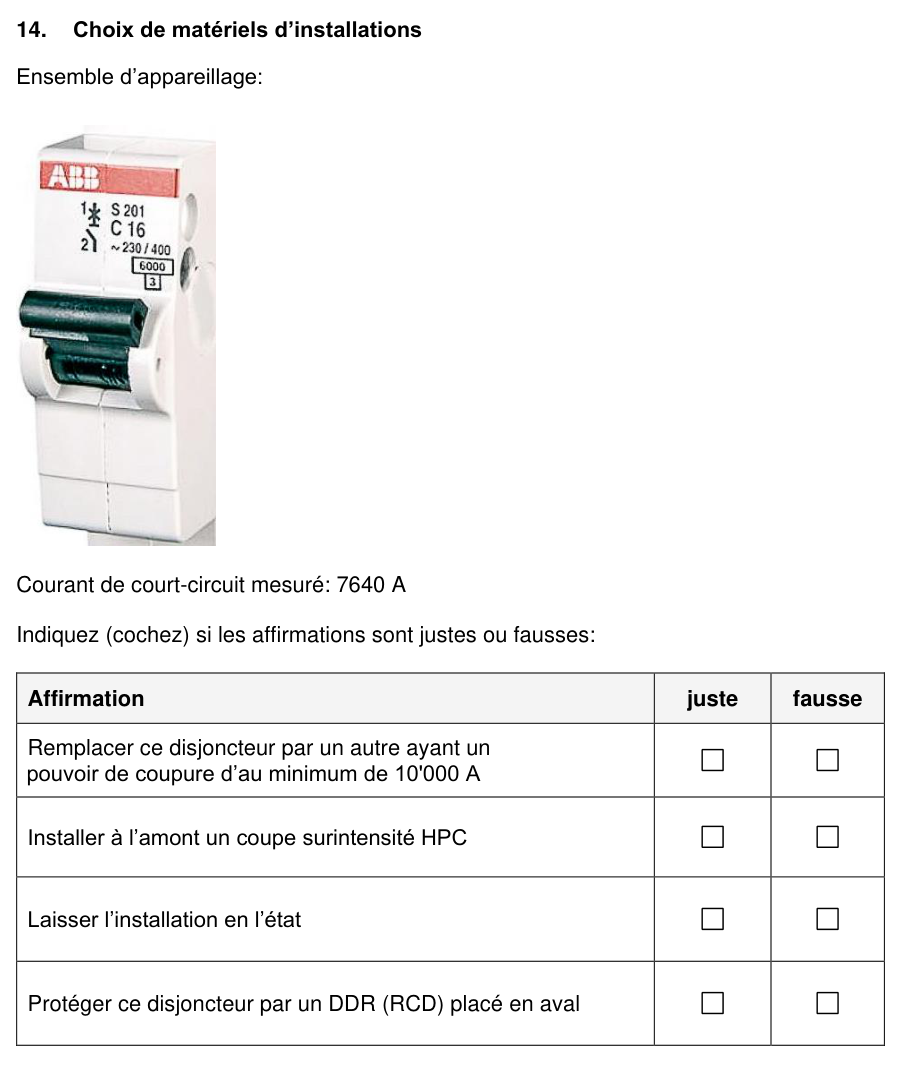 14. Choix de matériels d’installations
Ensemble d’appareillage:
ABB
1 S 201
C 16
2 ~230 / 400
6000
3
Courant de court-circuit mesuré: 7640 A
Indiquez (cochez) si les affirmations sont justes ou fausses:
Affirmation juste fausse
Remplacer ce disjoncteur par un autre ayant un
pouvoir de coupure d’au minimum de 10'000 A
Installer à l’amont un coupe surintensité HPC
Laisser l’installation en l’état
Protéger ce disjoncteur par un DDR (RCD) placé en aval